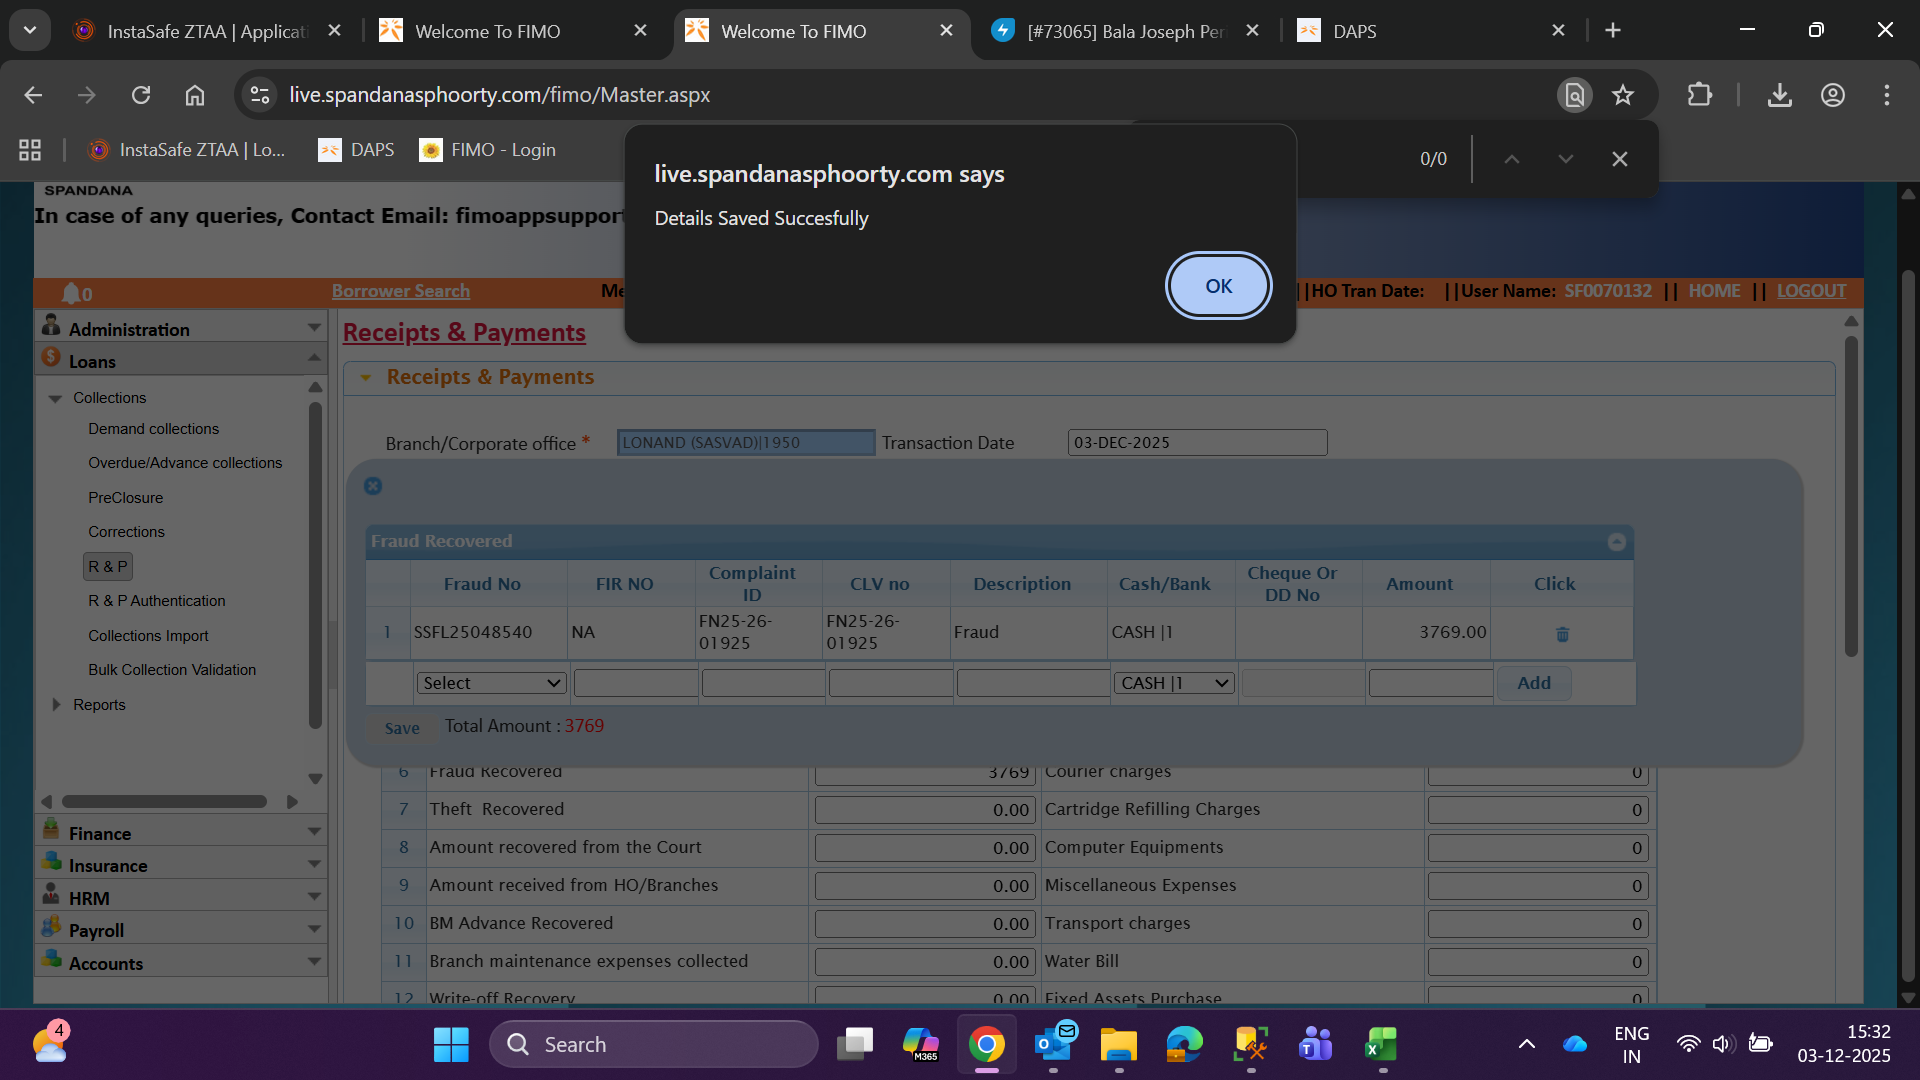 InstaSafe ZTAA | Applicati
Welcome To FIMO
Welcome To FIMO
[#73065] Bala Joseph Per
DAPS
live.spandanasphoorty.com/fimo/Master.aspx
InstaSafe ZTAA | Lo...
DAPS
FIMO - Login
0/0
live.spandanasphoorty.com says
Details Saved Succesfully
OK
SPANDANA
In case of any queries, Contact Email: fimoappsupport
0
Borrower Search
||HO Tran Date: ||User Name: SF0070132 || HOME || LOGOUT
Administration
Loans
Collections
Demand collections
Overdue/Advance collections
PreClosure
Corrections
R & P
R & P Authentication
Collections Import
Bulk Collection Validation
Reports
Finance
Insurance
HRM
Payroll
Accounts
Receipts & Payments
Receipts & Payments
Branch/Corporate office * LONAND (SASVAD)|1950 Transaction Date 03-DEC-2025
Fraud Recovered
Fraud No FIR NO Complaint ID CLV no Description Cash/Bank Cheque Or DD No Amount Click
1 SSFL25048540 NA FN25-26-01925 FN25-26-01925 Fraud CASH |1 3769.00
Select CASH |1 Add
Save Total Amount : 3769
6 Fraud Recovered 3769 Courier charges 0
7 Theft Recovered 0.00 Cartridge Refilling Charges 0
8 Amount recovered from the Court 0.00 Computer Equipments 0
9 Amount received from HO/Branches 0.00 Miscellaneous Expenses 0
10 BM Advance Recovered 0.00 Transport charges 0
11 Branch maintenance expenses collected 0.00 Water Bill 0
12 Write-off Recovery 0.00 Fixed Assets Purchase 0
4
Search
M365
ENG
IN
15:32
03-12-2025